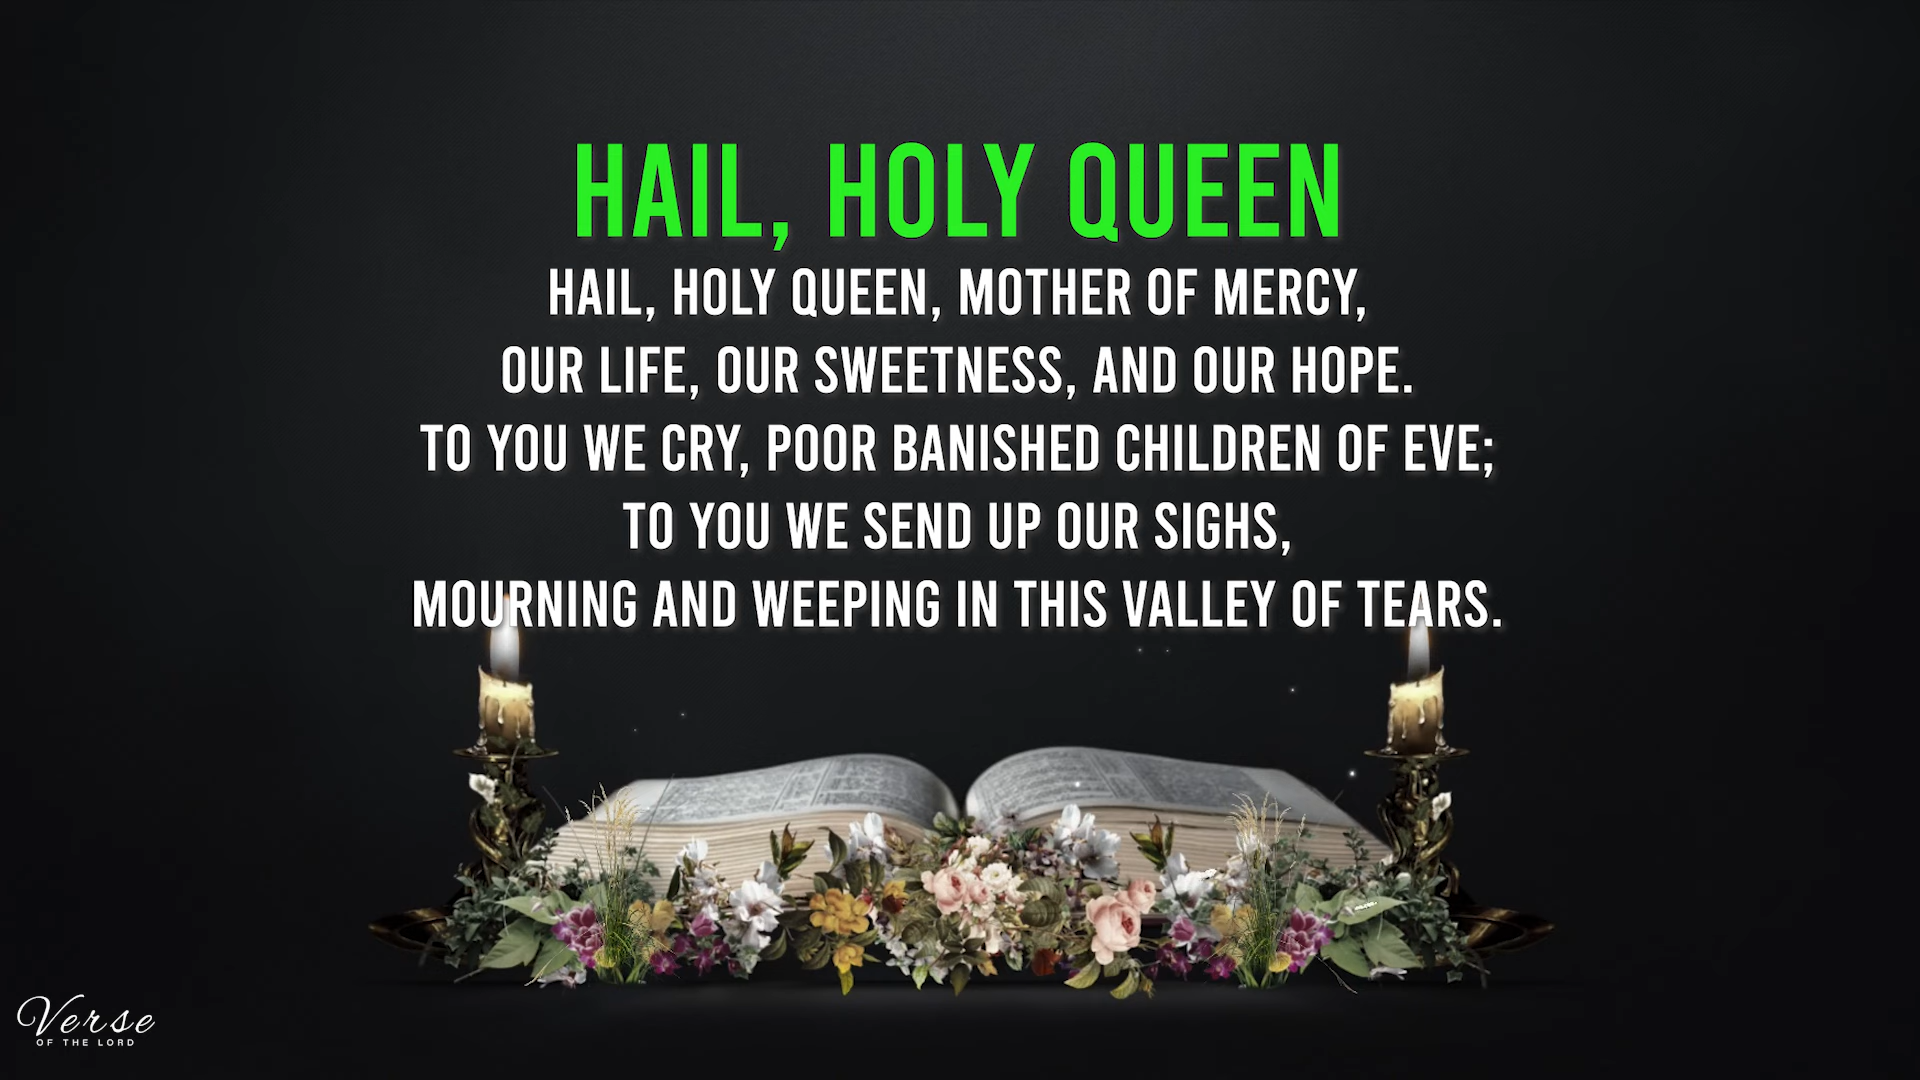 HAIL, HOLY QUEEN
HAIL, HOLY QUEEN, MOTHER OF MERCY,
OUR LIFE, OUR SWEETNESS, AND OUR HOPE.
TO YOU WE CRY, POOR BANISHED CHILDREN OF EVE;
TO YOU WE SEND UP OUR SIGHS,
MOURNING AND WEEPING IN THIS VALLEY OF TEARS.
Verse
OF THE LORD